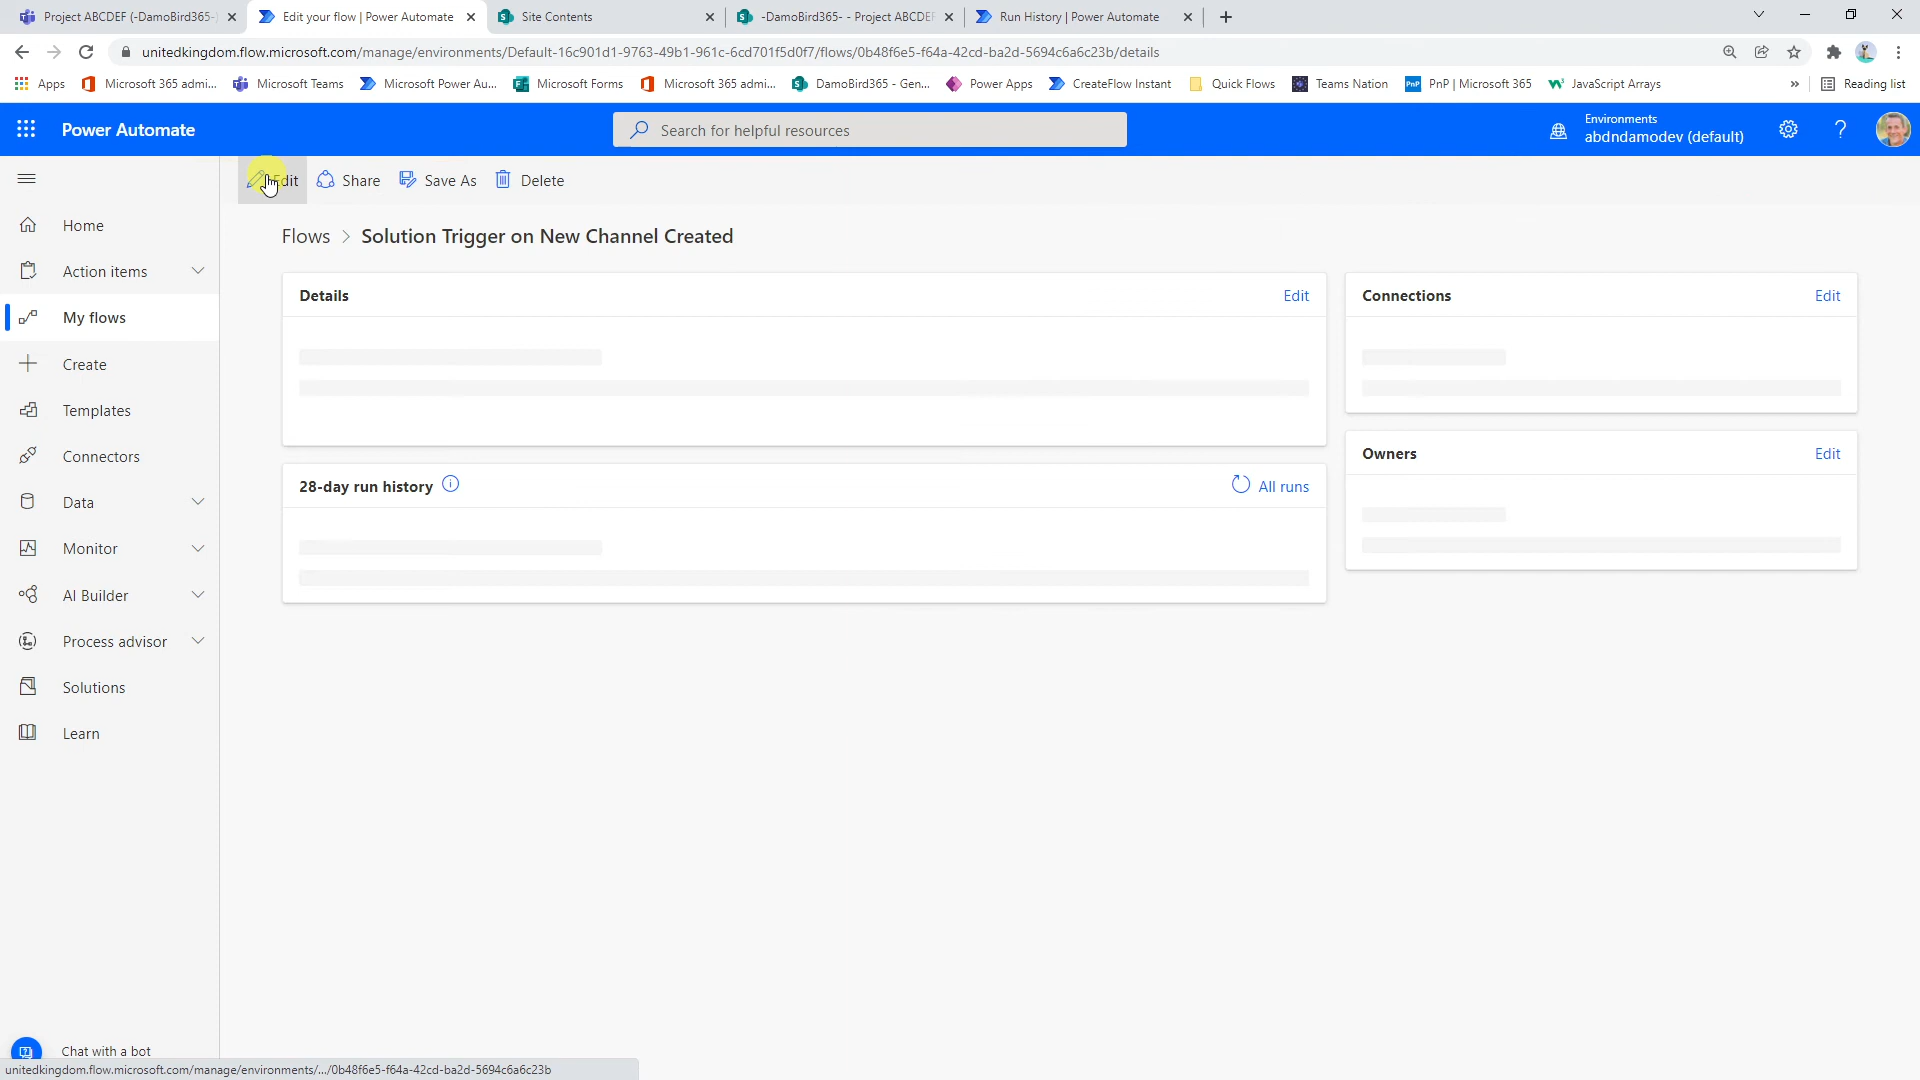 Project ABCDEF (-DamoBird365-)
Edit your flow | Power Automate
Site Contents
-DamoBird365- - Project ABCDEF
Run History | Power Automate
unitedkingdom.flow.microsoft.com/manage/environments/Default-16c901d1-9763-49b1-961c-6cd701f5d0f7/flows/0b48f6e5-f64a-42cd-ba2d-5694c6a6c23b/details
Apps
Microsoft 365 admi...
Microsoft Teams
Microsoft Power Au...
Microsoft Forms
Microsoft 365 admi...
DamoBird365 - Gen...
Power Apps
CreateFlow Instant
Quick Flows
Teams Nation
PnP | Microsoft 365
JavaScript Arrays
Reading list
Power Automate
Search for helpful resources
Environments
abdndamodev (default)
Edit
Share
Save As
Delete
Home
Action items
My flows
Create
Templates
Connectors
Data
Monitor
AI Builder
Process advisor
Solutions
Learn
Chat with a bot
Flows > Solution Trigger on New Channel Created
Details
Edit
28-day run history
All runs
Connections
Edit
Owners
Edit
unitedkingdom.flow.microsoft.com/manage/environments/.../0b48f6e5-f64a-42cd-ba2d-5694c6a6c23b